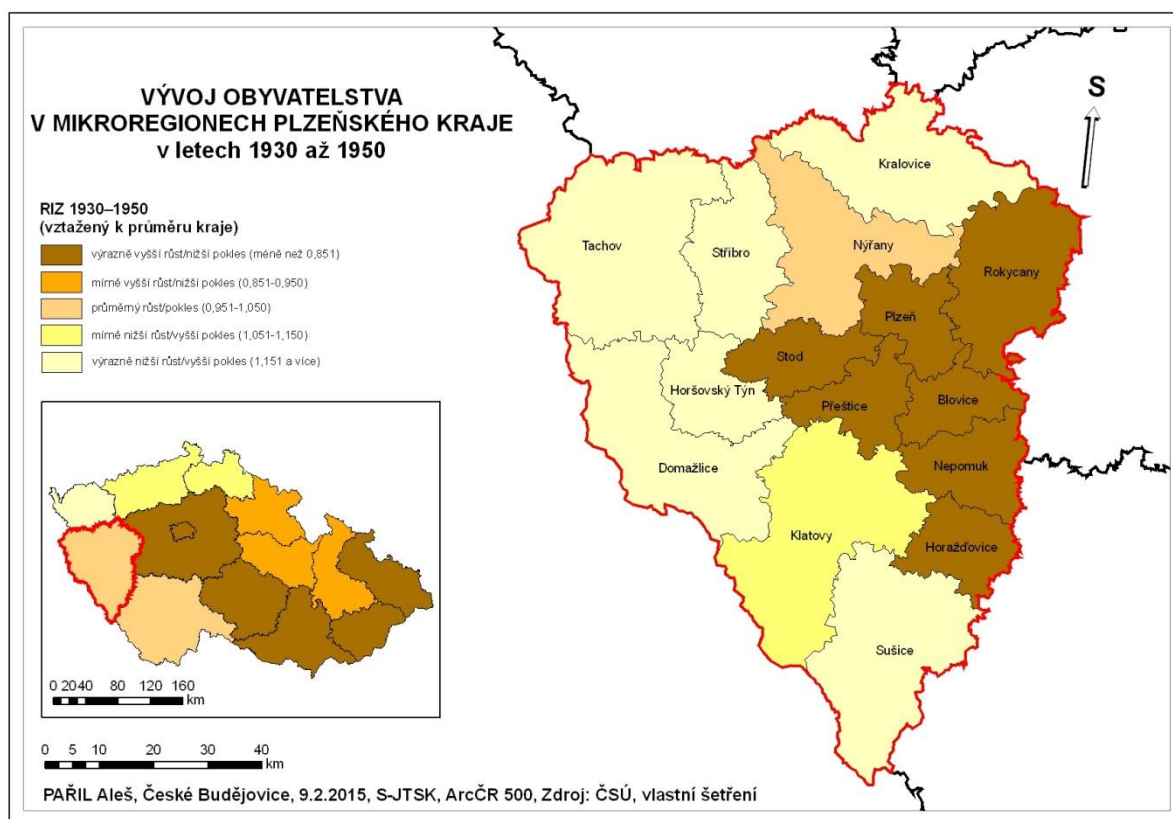 VÝVOJ OBYVATELSTVA
V MIKROREGIONECH PLZEŇSKÉHO KRAJE
v letech 1930 až 1950
RIZ 1930–1950
(vztažený k průměru kraje)
výrazně vyšší růst/nižší pokles (méně než 0,851)
mírně vyšší růst/nižší pokles (0,851-0,950)
průměrný růst/pokles (0,951-1,050)
mírně nižší růst/vyšší pokles (1,051-1,150)
výrazně nižší růst/vyšší pokles (1,151 a více)
S
Kralovice
Tachov
Stříbro
Nýřany
Rokycany
Plzeň
Stod
Horšovský Týn
Přeštice
Blovice
Domažlice
Nepomuk
Klatovy
Horažďovice
Sušice
0 20 40 80 120 160
km
0 5 10 20 30 40
km
PAŘIL Aleš, České Budějovice, 9.2.2015, S-JTSK, ArcČR 500, Zdroj: ČSÚ, vlastní šetření